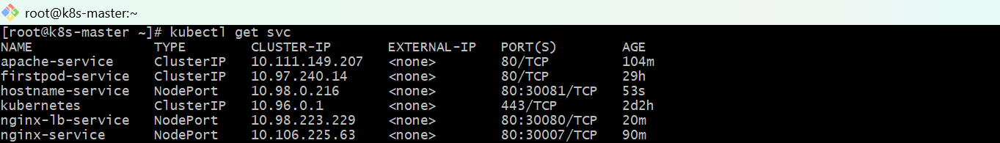 root@k8s-master:~
[root@k8s-master ~]# kubectl get svc
NAME TYPE CLUSTER-IP EXTERNAL-IP PORT(S) AGE
apache-service ClusterIP 10.111.149.207 <none> 80/TCP 104m
firstpod-service ClusterIP 10.97.240.14 <none> 80/TCP 29h
hostname-service NodePort 10.98.0.216 <none> 80:30081/TCP 53s
kubernetes ClusterIP 10.96.0.1 <none> 443/TCP 2d2h
nginx-lb-service NodePort 10.98.223.229 <none> 80:30080/TCP 20m
nginx-service NodePort 10.106.225.63 <none> 80:30007/TCP 90m